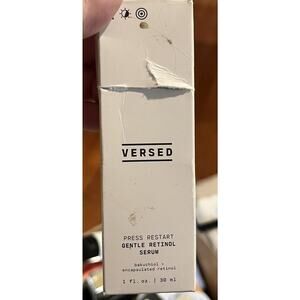 VERSED
PRESS RESTART
GENTLE RETINOL
SERUM
bakuchiol +
encapsulated retinol
1 fl. oz. | 30 ml